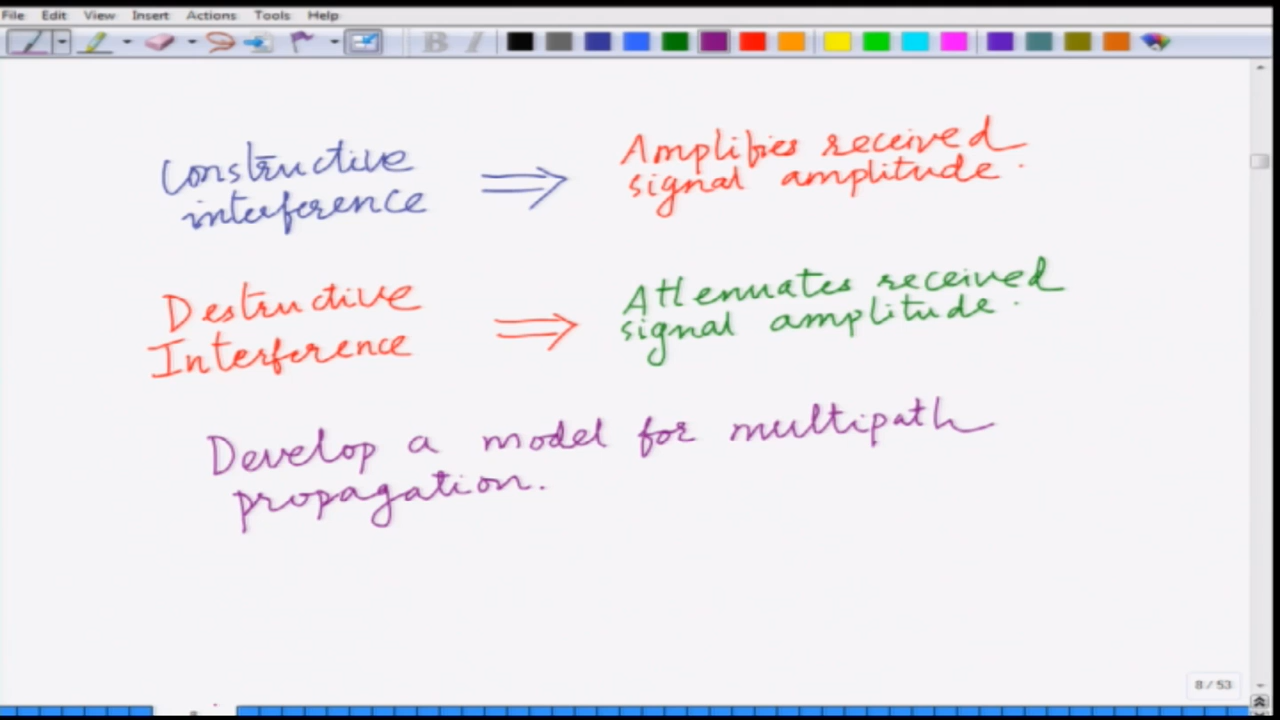 File Edit View Insert Actions Tools Help
B I
Constructive
interference
⇒
Amplifies received
signal amplitude.
Destructive
Interference
⇒
Attenuates received
signal amplitude.
Develop a model for multipath
propagation.
8 / 53